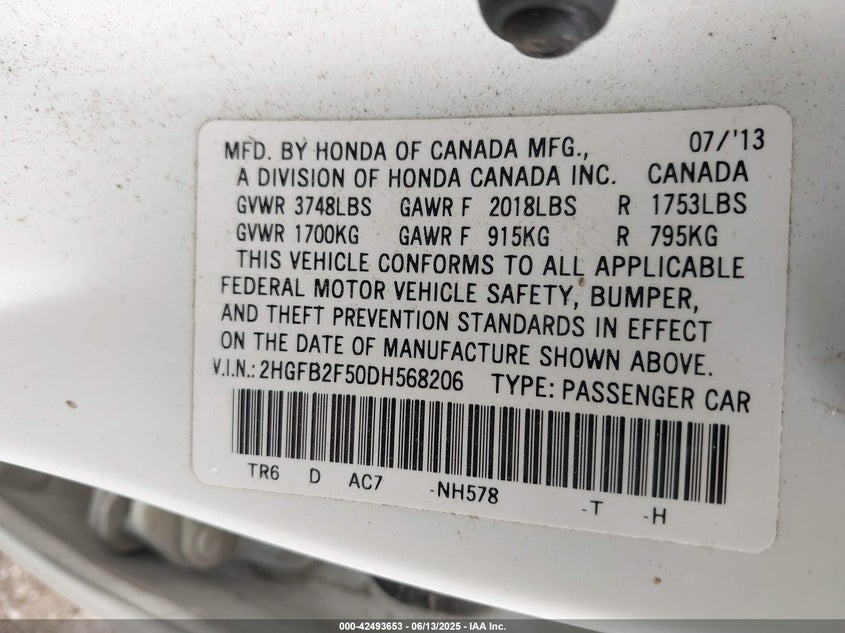 MFD. BY HONDA OF CANADA MFG., 07/'13
A DIVISION OF HONDA CANADA INC. CANADA
GVWR 3748LBS GAWR F 2018LBS R 1753LBS
GVWR 1700KG GAWR F 915KG R 795KG
THIS VEHICLE CONFORMS TO ALL APPLICABLE
FEDERAL MOTOR VEHICLE SAFETY, BUMPER,
AND THEFT PREVENTION STANDARDS IN EFFECT
ON THE DATE OF MANUFACTURE SHOWN ABOVE.
V.I.N.: 2HGFB2F50DH568206 TYPE: PASSENGER CAR
TR6 D AC7 -NH578 -T -H
000-42493653 - 06/13/2025 - IAA Inc.